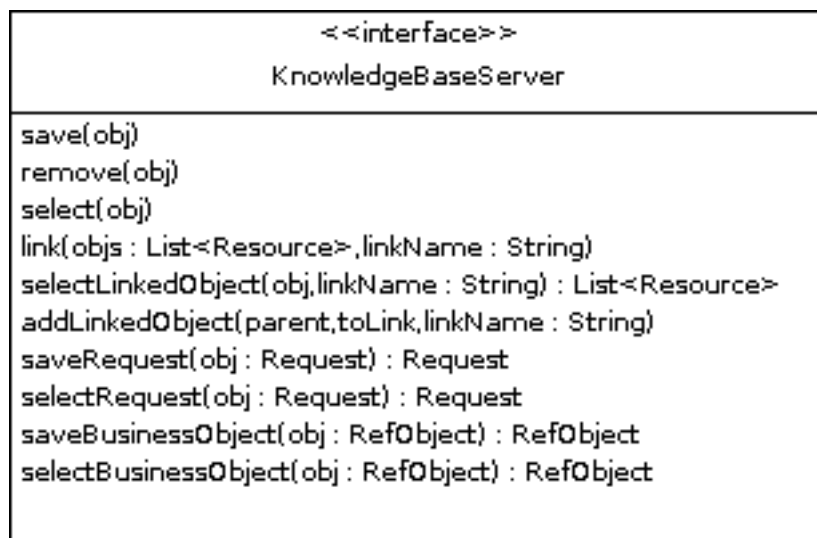 <<interface>>
KnowledgeBaseServer
save(obj)
remove(obj)
select(obj)
link(objs : List<Resource>,linkName : String)
selectLinkedObject(obj,linkName : String) : List<Resource>
addLinkedObject(parent,toLink,linkName : String)
saveRequest(obj : Request) : Request
selectRequest(obj : Request) : Request
saveBusinessObject(obj : RefObject) : RefObject
selectBusinessObject(obj : RefObject) : RefObject